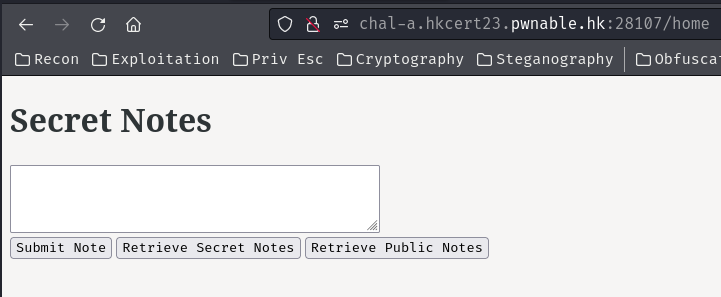 chal-a.hkcert23.pwnable.hk:28107/home
Recon Exploitation Priv Esc Cryptography Steganography Obfusca
Secret Notes
Submit Note Retrieve Secret Notes Retrieve Public Notes